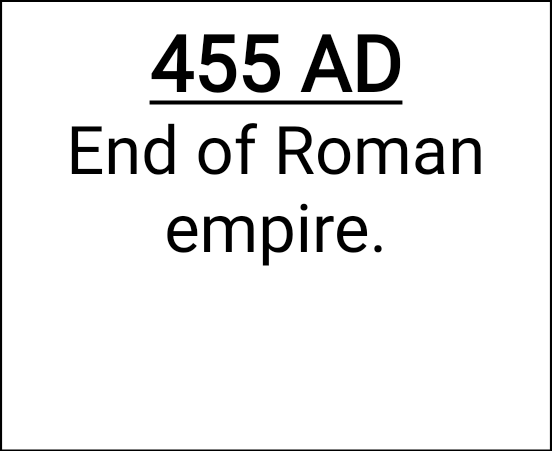 455 AD
End of Roman
empire.